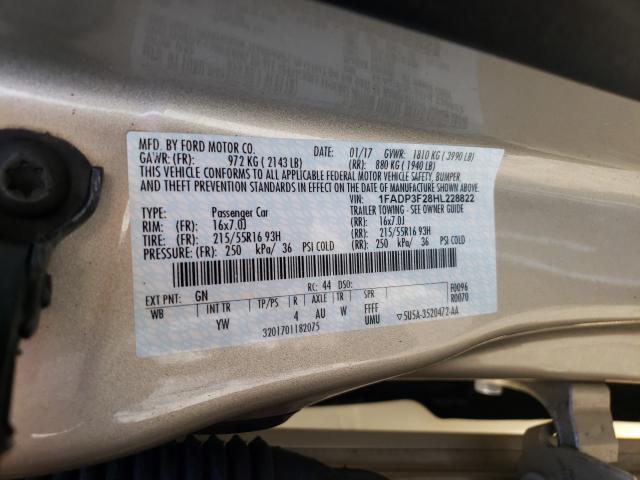 MFD. BY FORD MOTOR CO. DATE: 01/17 GVWR: 1810 KG ( 3990 LB)
GAWR: (FR): 972 KG ( 2143 LB) (RR): 880 KG ( 1940 LB)
THIS VEHICLE CONFORMS TO ALL APPLICABLE FEDERAL MOTOR VEHICLE SAFETY, BUMPER
AND THEFT PREVENTION STANDARDS IN EFFECT ON THE DATE OF MANUFACTURE SHOWN ABOVE.
VIN: 1FADP3F28HL228822
TYPE: Passenger Car TRAILER TOWING - SEE OWNER GUIDE
RIM: (FR) 16x7.0J (RR): 16x7.0J
TIRE: (FR): 215/55R16 93H (RR): 215/55R16 93H
PRESSURE: (FR): 250 kPa/ 36 PSI COLD (RR): 250 kPa/ 36 PSI COLD
RC: 44 DSO: F0096
EXT PNT: GN R0070
WB INT TR TP/PS R AXLE TR SPR
YW 4 AU W FFFF
UMU
3201701182075
5U5A-3520472-AA